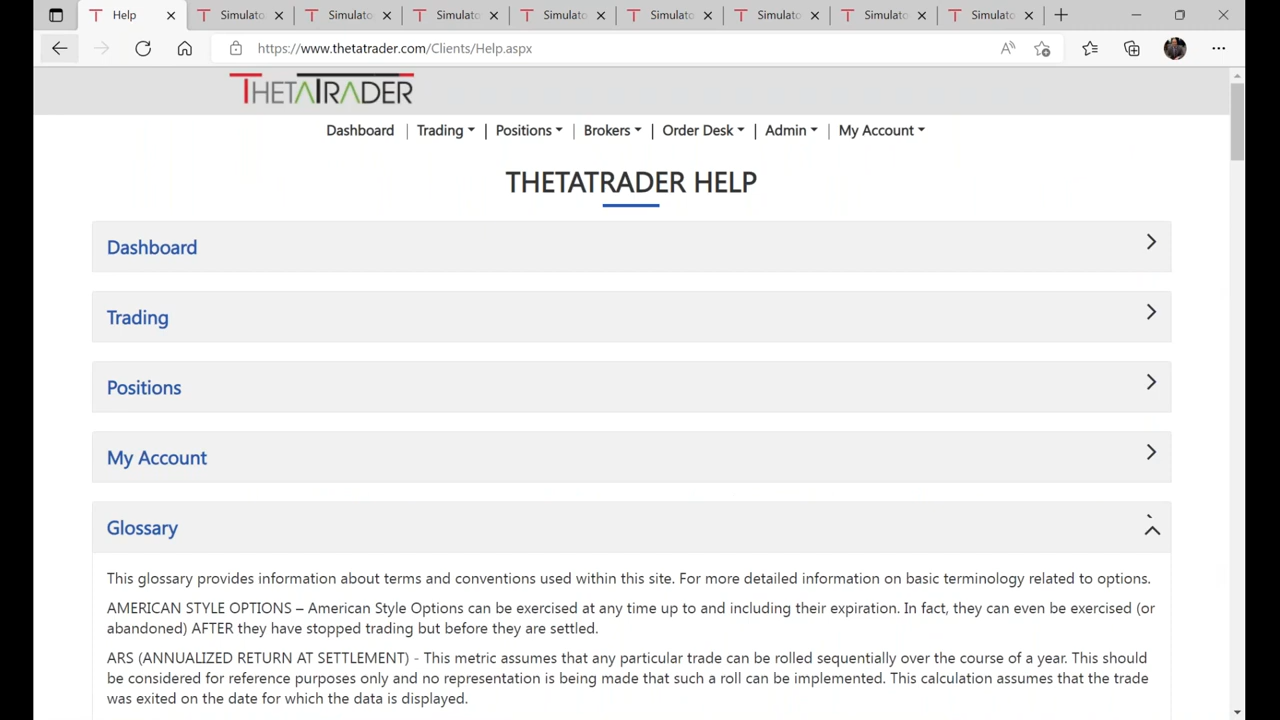 Help
Simulato
Simulato
Simulato
Simulato
Simulato
Simulato
Simulato
Simulato
https://www.thetatrader.com/Clients/Help.aspx
THETATRADER
Dashboard | Trading | Positions | Brokers | Order Desk | Admin | My Account
THETATRADER HELP
Dashboard
Trading
Positions
My Account
Glossary
This glossary provides information about terms and conventions used within this site. For more detailed information on basic terminology related to options.
AMERICAN STYLE OPTIONS – American Style Options can be exercised at any time up to and including their expiration. In fact, they can even be exercised (or
abandoned) AFTER they have stopped trading but before they are settled.
ARS (ANNUALIZED RETURN AT SETTLEMENT) - This metric assumes that any particular trade can be rolled sequentially over the course of a year. This should
be considered for reference purposes only and no representation is being made that such a roll can be implemented. This calculation assumes that the trade
was exited on the date for which the data is displayed.